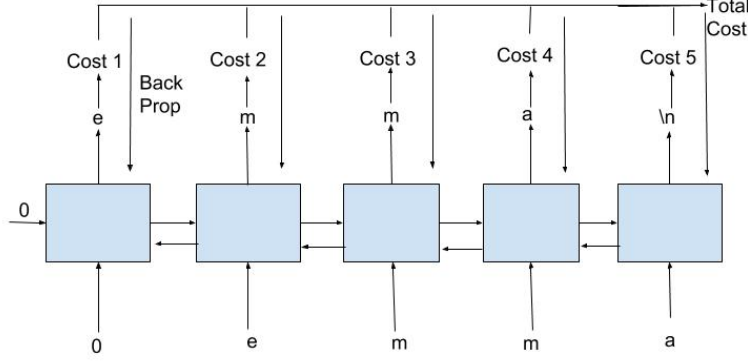 Total
Cost
Cost 1
Cost 2
Cost 3
Cost 4
Cost 5
Back
Prop
e
m
m
a
\n
0
0
e
m
m
a